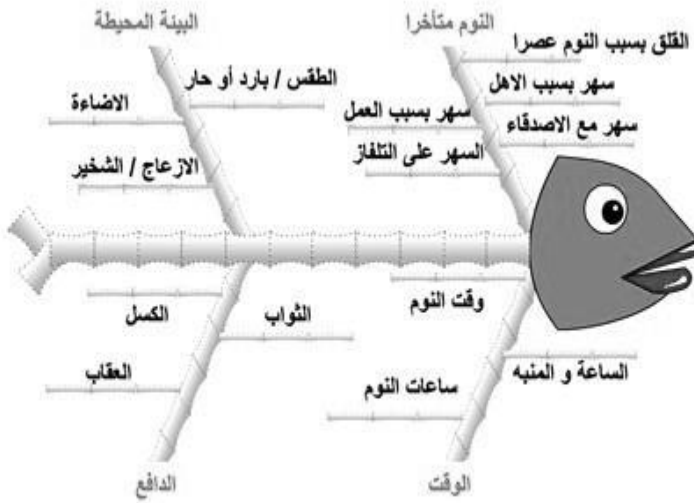 النوم متأخرا
البيئة المحيطة
القلق بسبب النوم عصرا
سهر بسبب الاهل
سهر مع الاصدقاء
سهر بسبب العمل
السهر على التلفاز
الطقس / بارد أو حار
الاضاءة
الازعاج / الشخير
وقت النوم
الساعة و المنبه
ساعات النوم
الكسل
الثواب
العقاب
الوقت
الدافع